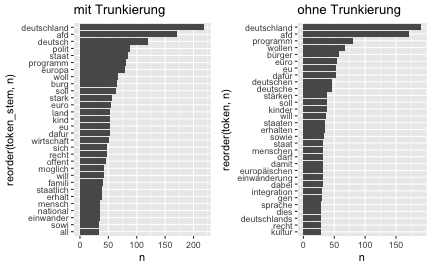 mit Trunkierung
deutschland
afd
deutsch
polit
staat
programm
europa
woll
burg
soll
stark
euro
land
kind
eu
dafur
wirtschaft
sich
recht
offent
moglich
will
famili
staatlich
erhalt
mensch
national
einwander
sowi
all
reorder(token_stem, n)
0
50
100
150
200
n
ohne Trunkierung
deutschland
afd
programm
wollen
bürger
euro
eu
dafür
deutschen
deutsche
stärken
soll
kinder
will
staaten
erhalten
sowie
staat
menschen
darf
damit
europäischen
einwanderung
dabei
integration
gen
sprache
dies
deutschlands
recht
kultur
reorder(token, n)
0
50
100
150
n